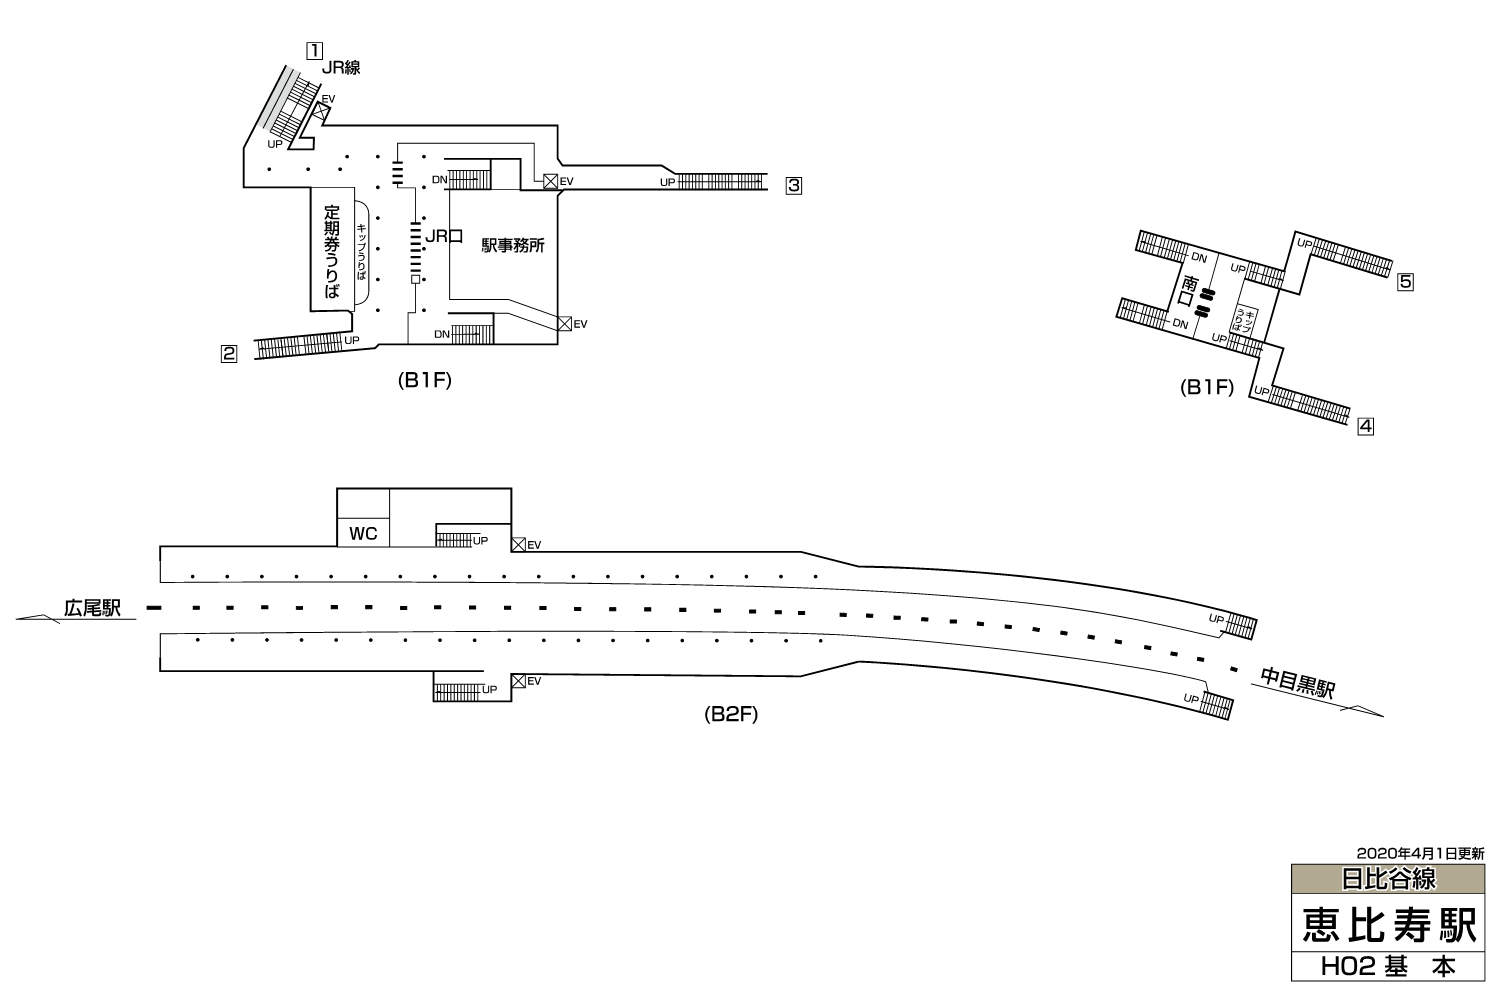 1
JR線
EV
UP
DN
EV
UP
3
定期券うりば
キップうりば
JR口
駅事務所
DN
EV
UP
2
(B1F)
UP
5
DN
UP
南口
キップ
うりば
DN
UP
UP
4
(B1F)
WC
UP
EV
広尾駅
UP
中目黒駅
UP
EV
UP
(B2F)
2020年4月1日更新
日比谷線
恵比寿駅
H02 基 本